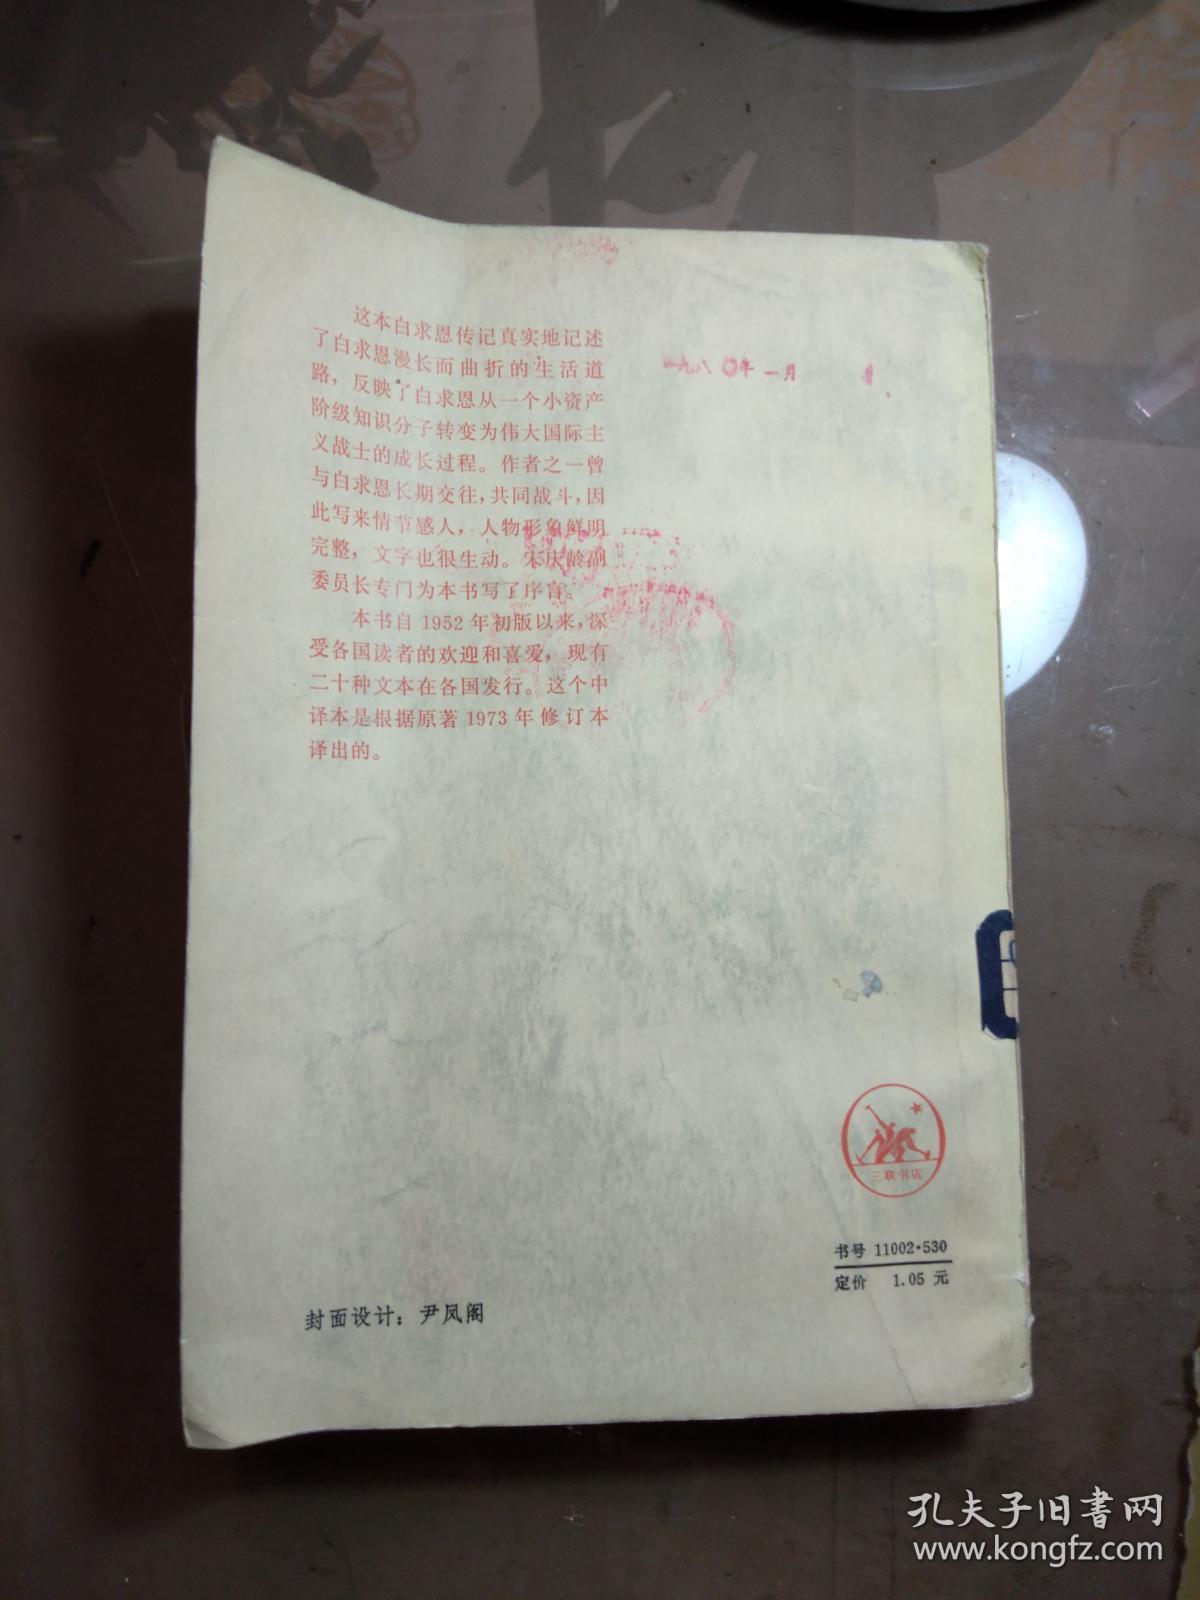 这本白求恩传记真实地记述
了白求恩漫长而曲折的生活道
路，反映了白求恩从一个小资产
阶级知识分子转变为伟大国际主
义战士的成长过程。作者之一曾
与白求恩长期交往，共同战斗，因
此写来情节感人，人物形象鲜明
完整，文字也很生动。宋庆龄副
委员长专门为本书写了序言。
本书自1952年初版以来，深
受各国读者的欢迎和喜爱，现有
二十种文本在各国发行。这个中
译本是根据原著1973年修订本
译出的。
一九八〇年一月
三联书店
书号 11002·530
定价 1.05 元
封面设计：尹凤阁
孔夫子旧书网
www.kongfz.com